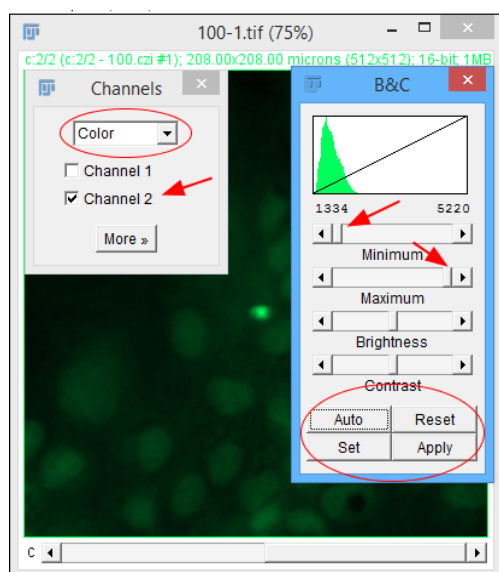 100-1.tif (75%)
c:2/2 (c:2/2 - 100.czi #1); 208.00x208.00 microns (512x512); 16-bit; 1MB
Channels
Color
Channel 1
Channel 2
More »
B&C
1334 5220
Minimum
Maximum
Brightness
Contrast
Auto Reset
Set Apply
c